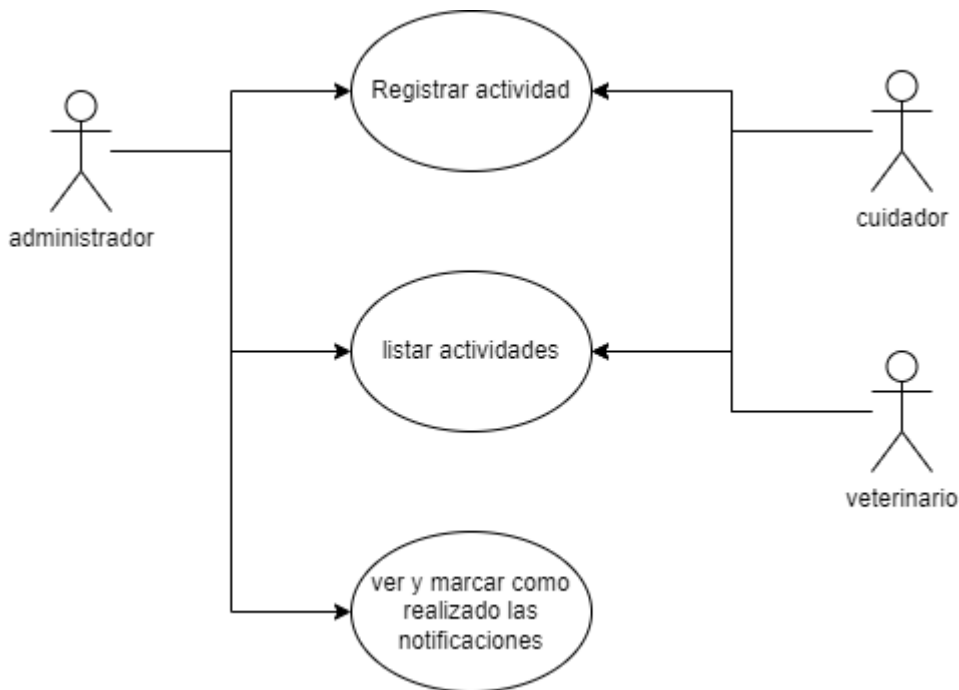 Registrar actividad
administrador
cuidador
listar actividades
veterinario
ver y marcar como
realizado las
notificaciones